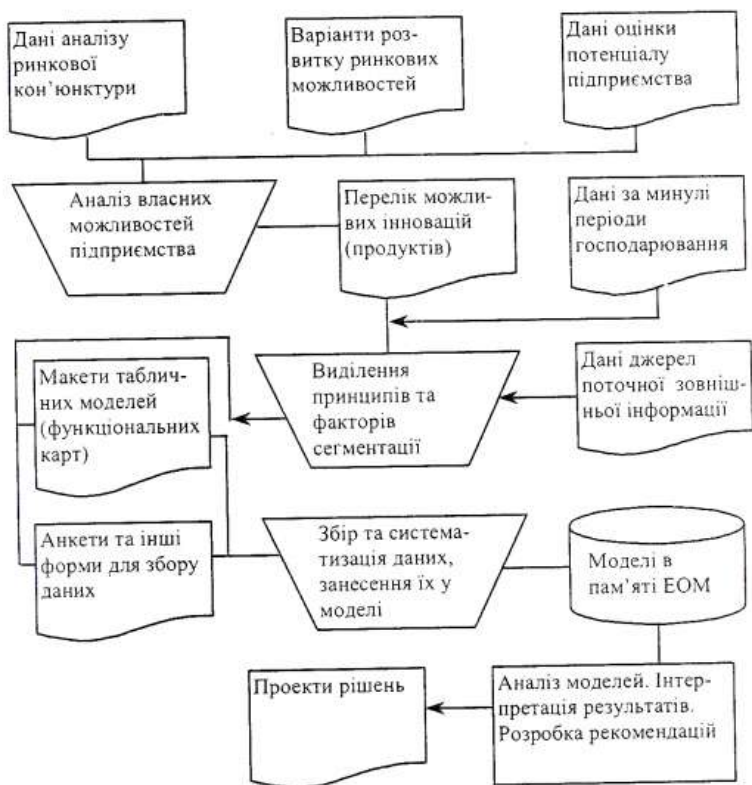 Дані аналізу
ринкової
кон’юнктури
Варіанти роз-
витку ринкових
можливостей
Дані оцінки
потенціалу
підприємства
Аналіз власних
можливостей
підприємства
Перелік можли-
вих інновацій
(продуктів)
Дані за минулі
періоди
господарювання
Макети таблич-
них моделей
(функціональних
карт)
Виділення
принципів та
факторів
сегментації
Дані джерел
поточної зовніш-
ньої інформації
Анкети та інші
форми для збору
даних
Збір та система-
тизація даних,
занесення їх у
моделі
Моделі в
пам’яті ЕОМ
Проекти рішень
Аналіз моделей. Інтер-
претація результатів.
Розробка рекомендацій